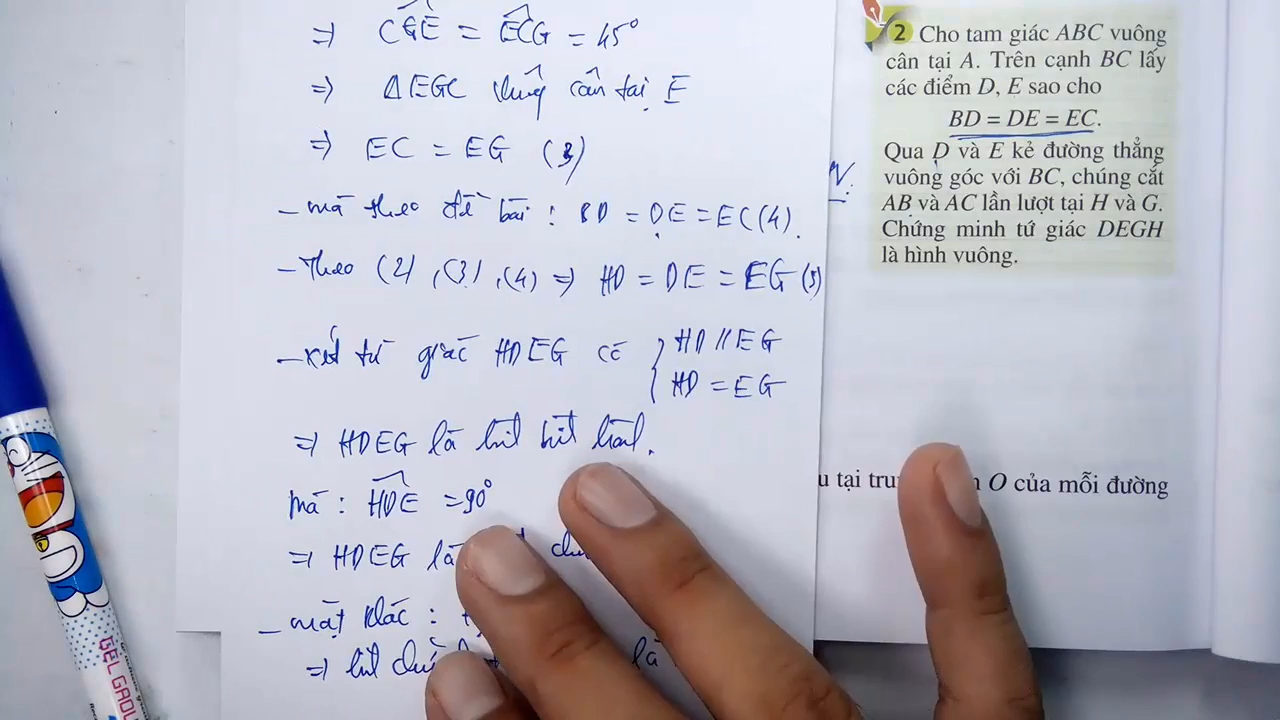 ⇒ CGE = ECG = 45°
⇒ ΔEGC vuông cân tại E
⇒ EC = EG (3)
- mà theo đề bài : BD = DE = EC (4).
- Theo (2), (3), (4) ⇒ HD = DE = EG (5)
- Xét tứ giác HDEG có { HD // EG
HD = EG
⇒ HDEG là hình bình hành.
mà : HDE = 90°
⇒ HDEG là
- mặt khác :
⇒ hình chữ là
N:
2 Cho tam giác ABC vuông
cân tại A. Trên cạnh BC lấy
các điểm D, E sao cho
BD = DE = EC.
Qua D và E kẻ đường thẳng
vuông góc với BC, chúng cắt
AB và AC lần lượt tại H và G.
Chứng minh tứ giác DEGH
là hình vuông.
u tại O của mỗi đường
GEL